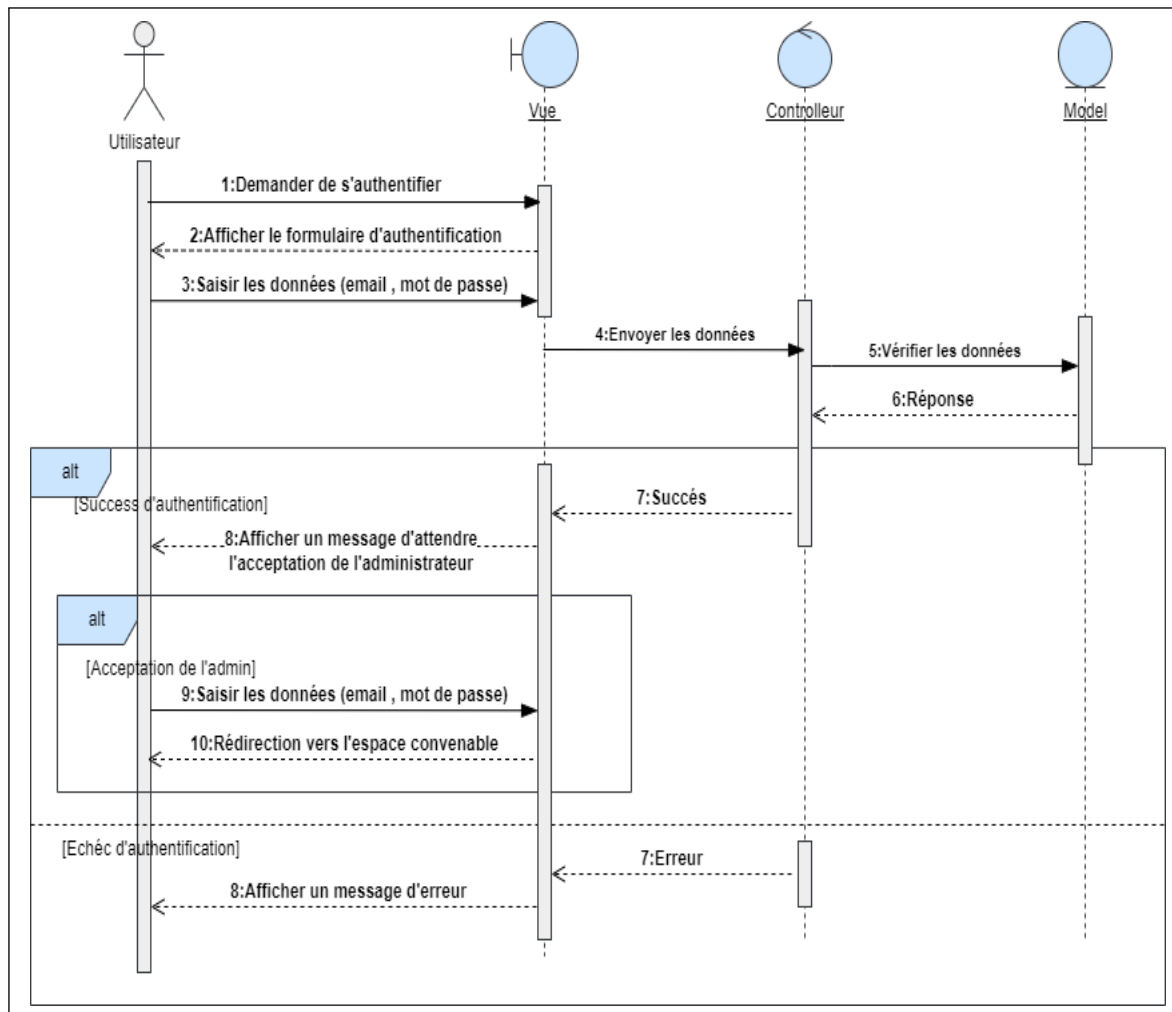 Utilisateur
Vue
Controlleur
Model
1:Demander de s'authentifier
2:Afficher le formulaire d'authentification
3:Saisir les données (email , mot de passe)
4:Envoyer les données
5:Vérifier les données
6:Réponse
alt
[Success d'authentification]
7:Succés
8:Afficher un message d'attendre
l'acceptation de l'administrateur
alt
[Acceptation de l'admin]
9:Saisir les données (email , mot de passe)
10:Rédirection vers l'espace convenable
[Echéc d'authentification]
7:Erreur
8:Afficher un message d'erreur